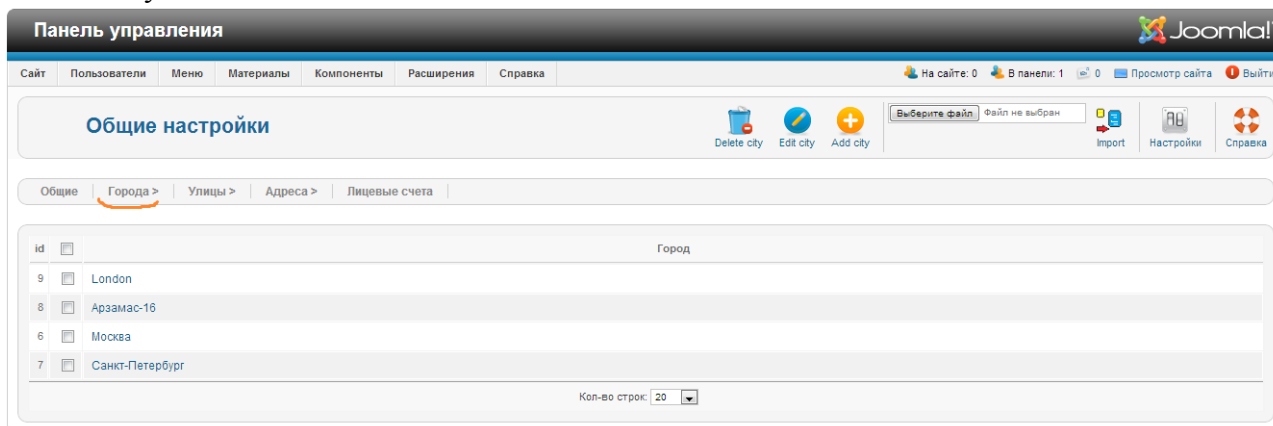 Панель управления
Joomla!
Сайт Пользователи Меню Материалы Компоненты Расширения Справка На сайте: 0 В панели: 1 0 Просмотр сайта Выйти
Общие настройки
Delete city Edit city Add city Выберите файл Файл не выбран Import Настройки Справка
Общие Города > Улицы > Адреса > Лицевые счета
id Город
9 London
8 Арзамас-16
6 Москва
7 Санкт-Петербург
Кол-во строк: 20